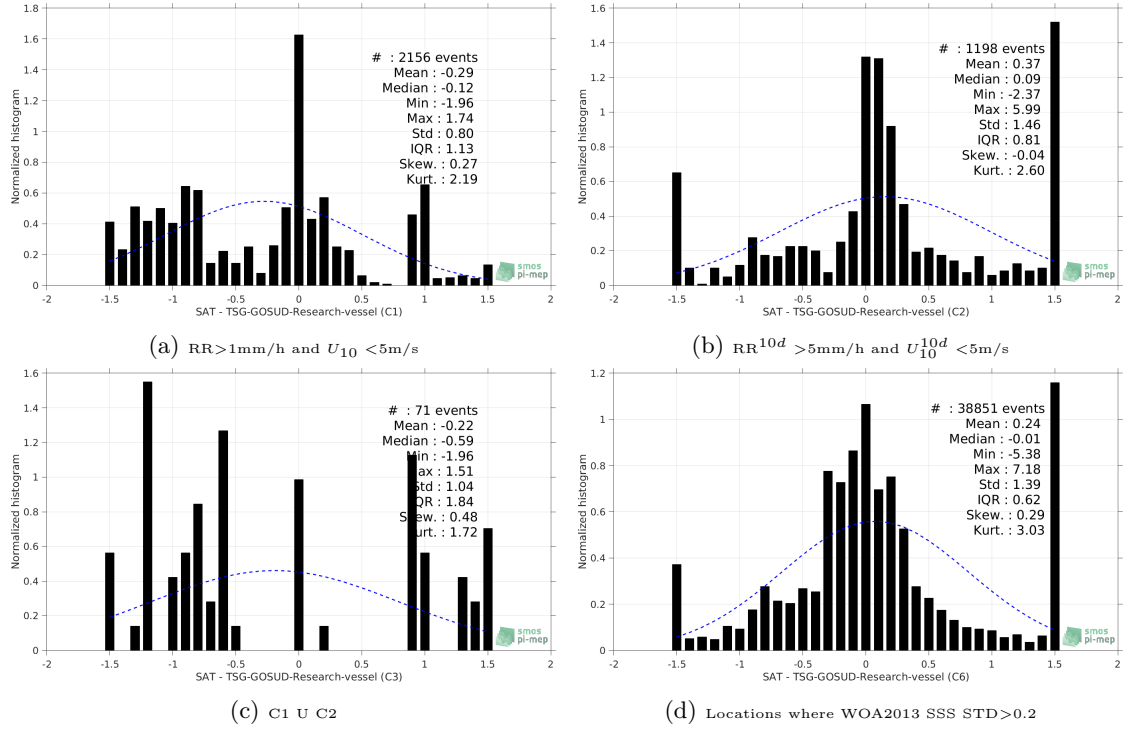 1.8
1.6
1.4
1.2
1
0.8
0.6
0.4
0.2
0
Normalized histogram
# : 2156 events
Mean : -0.29
Median : -0.12
Min : -1.96
Max : 1.74
Std : 0.80
IQR : 1.13
Skew. : 0.27
Kurt. : 2.19
smos
pi-mep
-2 -1.5 -1 -0.5 0 0.5 1 1.5 2
SAT - TSG-GOSUD-Research-vessel (C1)
(a) RR>1mm/h and U10 <5m/s
1.6
1.4
1.2
1
0.8
0.6
0.4
0.2
0
Normalized histogram
# : 1198 events
Mean : 0.37
Median : 0.09
Min : -2.37
Max : 5.99
Std : 1.46
IQR : 0.81
Skew. : -0.04
Kurt. : 2.60
smos
pi-mep
-2 -1.5 -1 -0.5 0 0.5 1 1.5 2
SAT - TSG-GOSUD-Research-vessel (C2)
(b) RR10d >5mm/h and U10d10 <5m/s
1.6
1.4
1.2
1
0.8
0.6
0.4
0.2
0
Normalized histogram
# : 71 events
Mean : -0.22
Median : -0.59
Min : -1.96
Max : 1.51
Std : 1.04
IQR : 1.84
Skew. : 0.48
Kurt. : 1.72
smos
pi-mep
-2 -1.5 -1 -0.5 0 0.5 1 1.5 2
SAT - TSG-GOSUD-Research-vessel (C3)
(c) C1 U C2
1.2
1
0.8
0.6
0.4
0.2
0
Normalized histogram
# : 38851 events
Mean : 0.24
Median : -0.01
Min : -5.38
Max : 7.18
Std : 1.39
IQR : 0.62
Skew. : 0.29
Kurt. : 3.03
smos
pi-mep
-2 -1.5 -1 -0.5 0 0.5 1 1.5 2
SAT - TSG-GOSUD-Research-vessel (C6)
(d) Locations where WOA2013 SSS STD>0.2